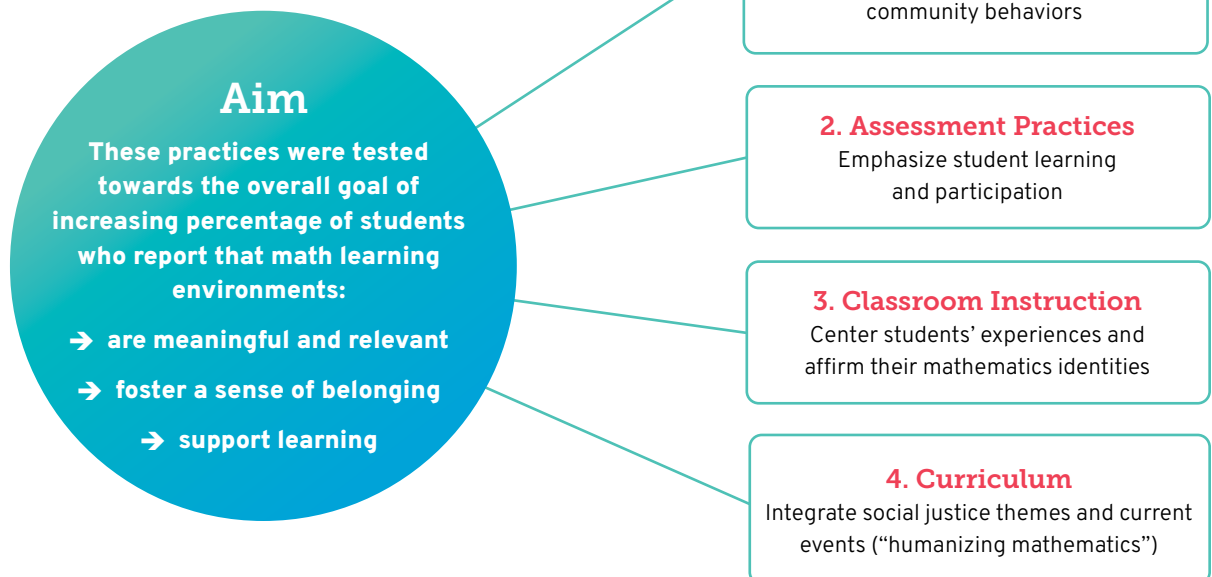 community behaviors
Aim
These practices were tested
towards the overall goal of
increasing percentage of students
who report that math learning
environments:
➔ are meaningful and relevant
➔ foster a sense of belonging
➔ support learning
2. Assessment Practices
Emphasize student learning
and participation
3. Classroom Instruction
Center students’ experiences and
affirm their mathematics identities
4. Curriculum
Integrate social justice themes and current
events (“humanizing mathematics”)